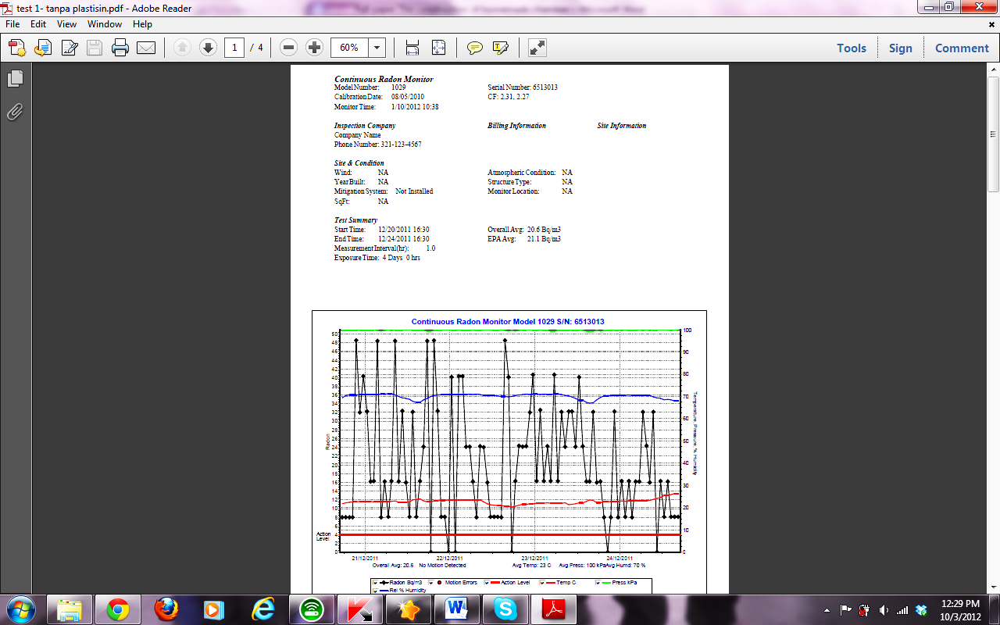 test 1- tanpa plastisin.pdf - Adobe Reader
File Edit View Window Help
1 / 4 60% Tools Sign Comment
Continuous Radon Monitor
Model Number: 1029 Serial Number: 6513013
Calibration Date: 08/05/2010 CF: 2.31, 2.27
Monitor Time: 1/10/2012 10:38
Inspection Company Billing Information Site Information
Company Name
Phone Number: 321-123-4567
Site & Condition
Wind: NA Atmospheric Condition: NA
Year Built: NA Structure Type: NA
Mitigation System: Not Installed Monitor Location: NA
SqFt: NA
Test Summary
Start Time: 12/20/2011 16:30 Overall Avg: 20.6 Bq/m3
End Time: 12/24/2011 16:30 EPA Avg: 21.1 Bq/m3
Measurement Interval(hr): 1.0
Exposure Time: 4 Days 0 hrs
Continuous Radon Monitor Model 1029 S/N: 6513013
50 100
48
46 90
44
42
40 80
38
36
34 70
32
30 60
28
26
24 50
22
20 40
18
16
14 30
12
10 20
8
6
4 10
2
0 0
Radon
Action
Level
Temperature, Pressure, % Humidity
21/12/2011 22/12/2011 23/12/2011 24/12/2011
Overall Avg: 20.6 No Motion Detected Avg Temp: 23 C Avg Press: 100 kPaAvg Humd: 70 %
Radon Bq/m3 Motion Errors Action Level Temp C Press kPa
Rel % Humidity
12:29 PM
10/3/2012